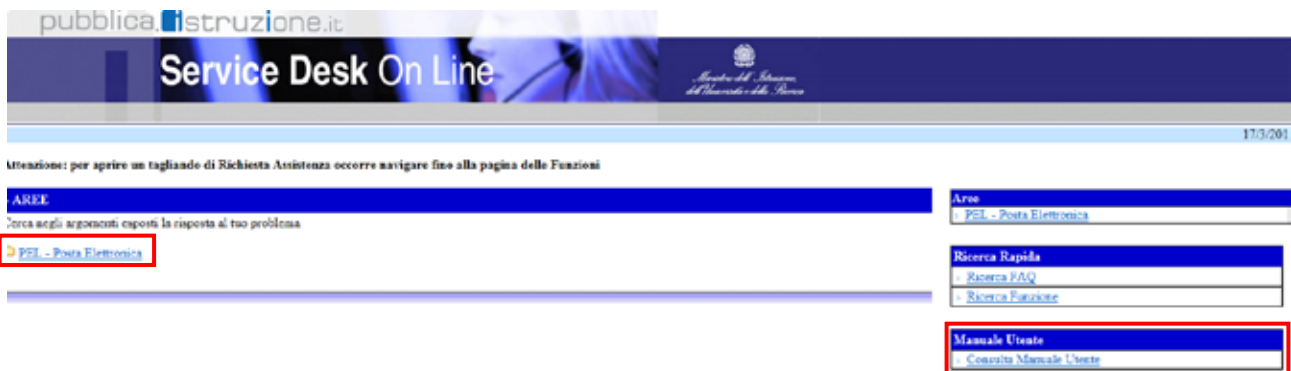 pubblica.istruzione.it
Service Desk On Line
Ministero dell' Istruzione,
dell'Università e della Ricerca
17/3/201
Attenzione: per aprire un tagliando di Richiesta Assistenza occorre navigare fino alla pagina delle Funzioni
- AREE
Cerca negli argomenti esposti la risposta al tuo problema
PEL - Posta Elettronica
Aree
PEL - Posta Elettronica
Ricerca Rapida
Ricerca FAQ
Ricerca Funzione
Manuale Utente
Consulta Manuale Utente